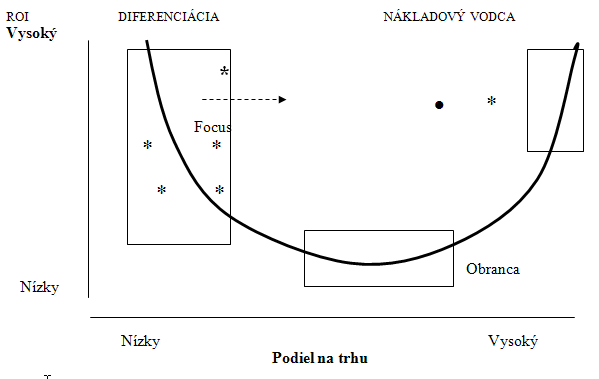 ROI DIFERENCIÁCIA NÁKLADOVÝ VODCA
Vysoký
Focus
Obranca
Nízky
Nízky Vysoký
Podiel na trhu